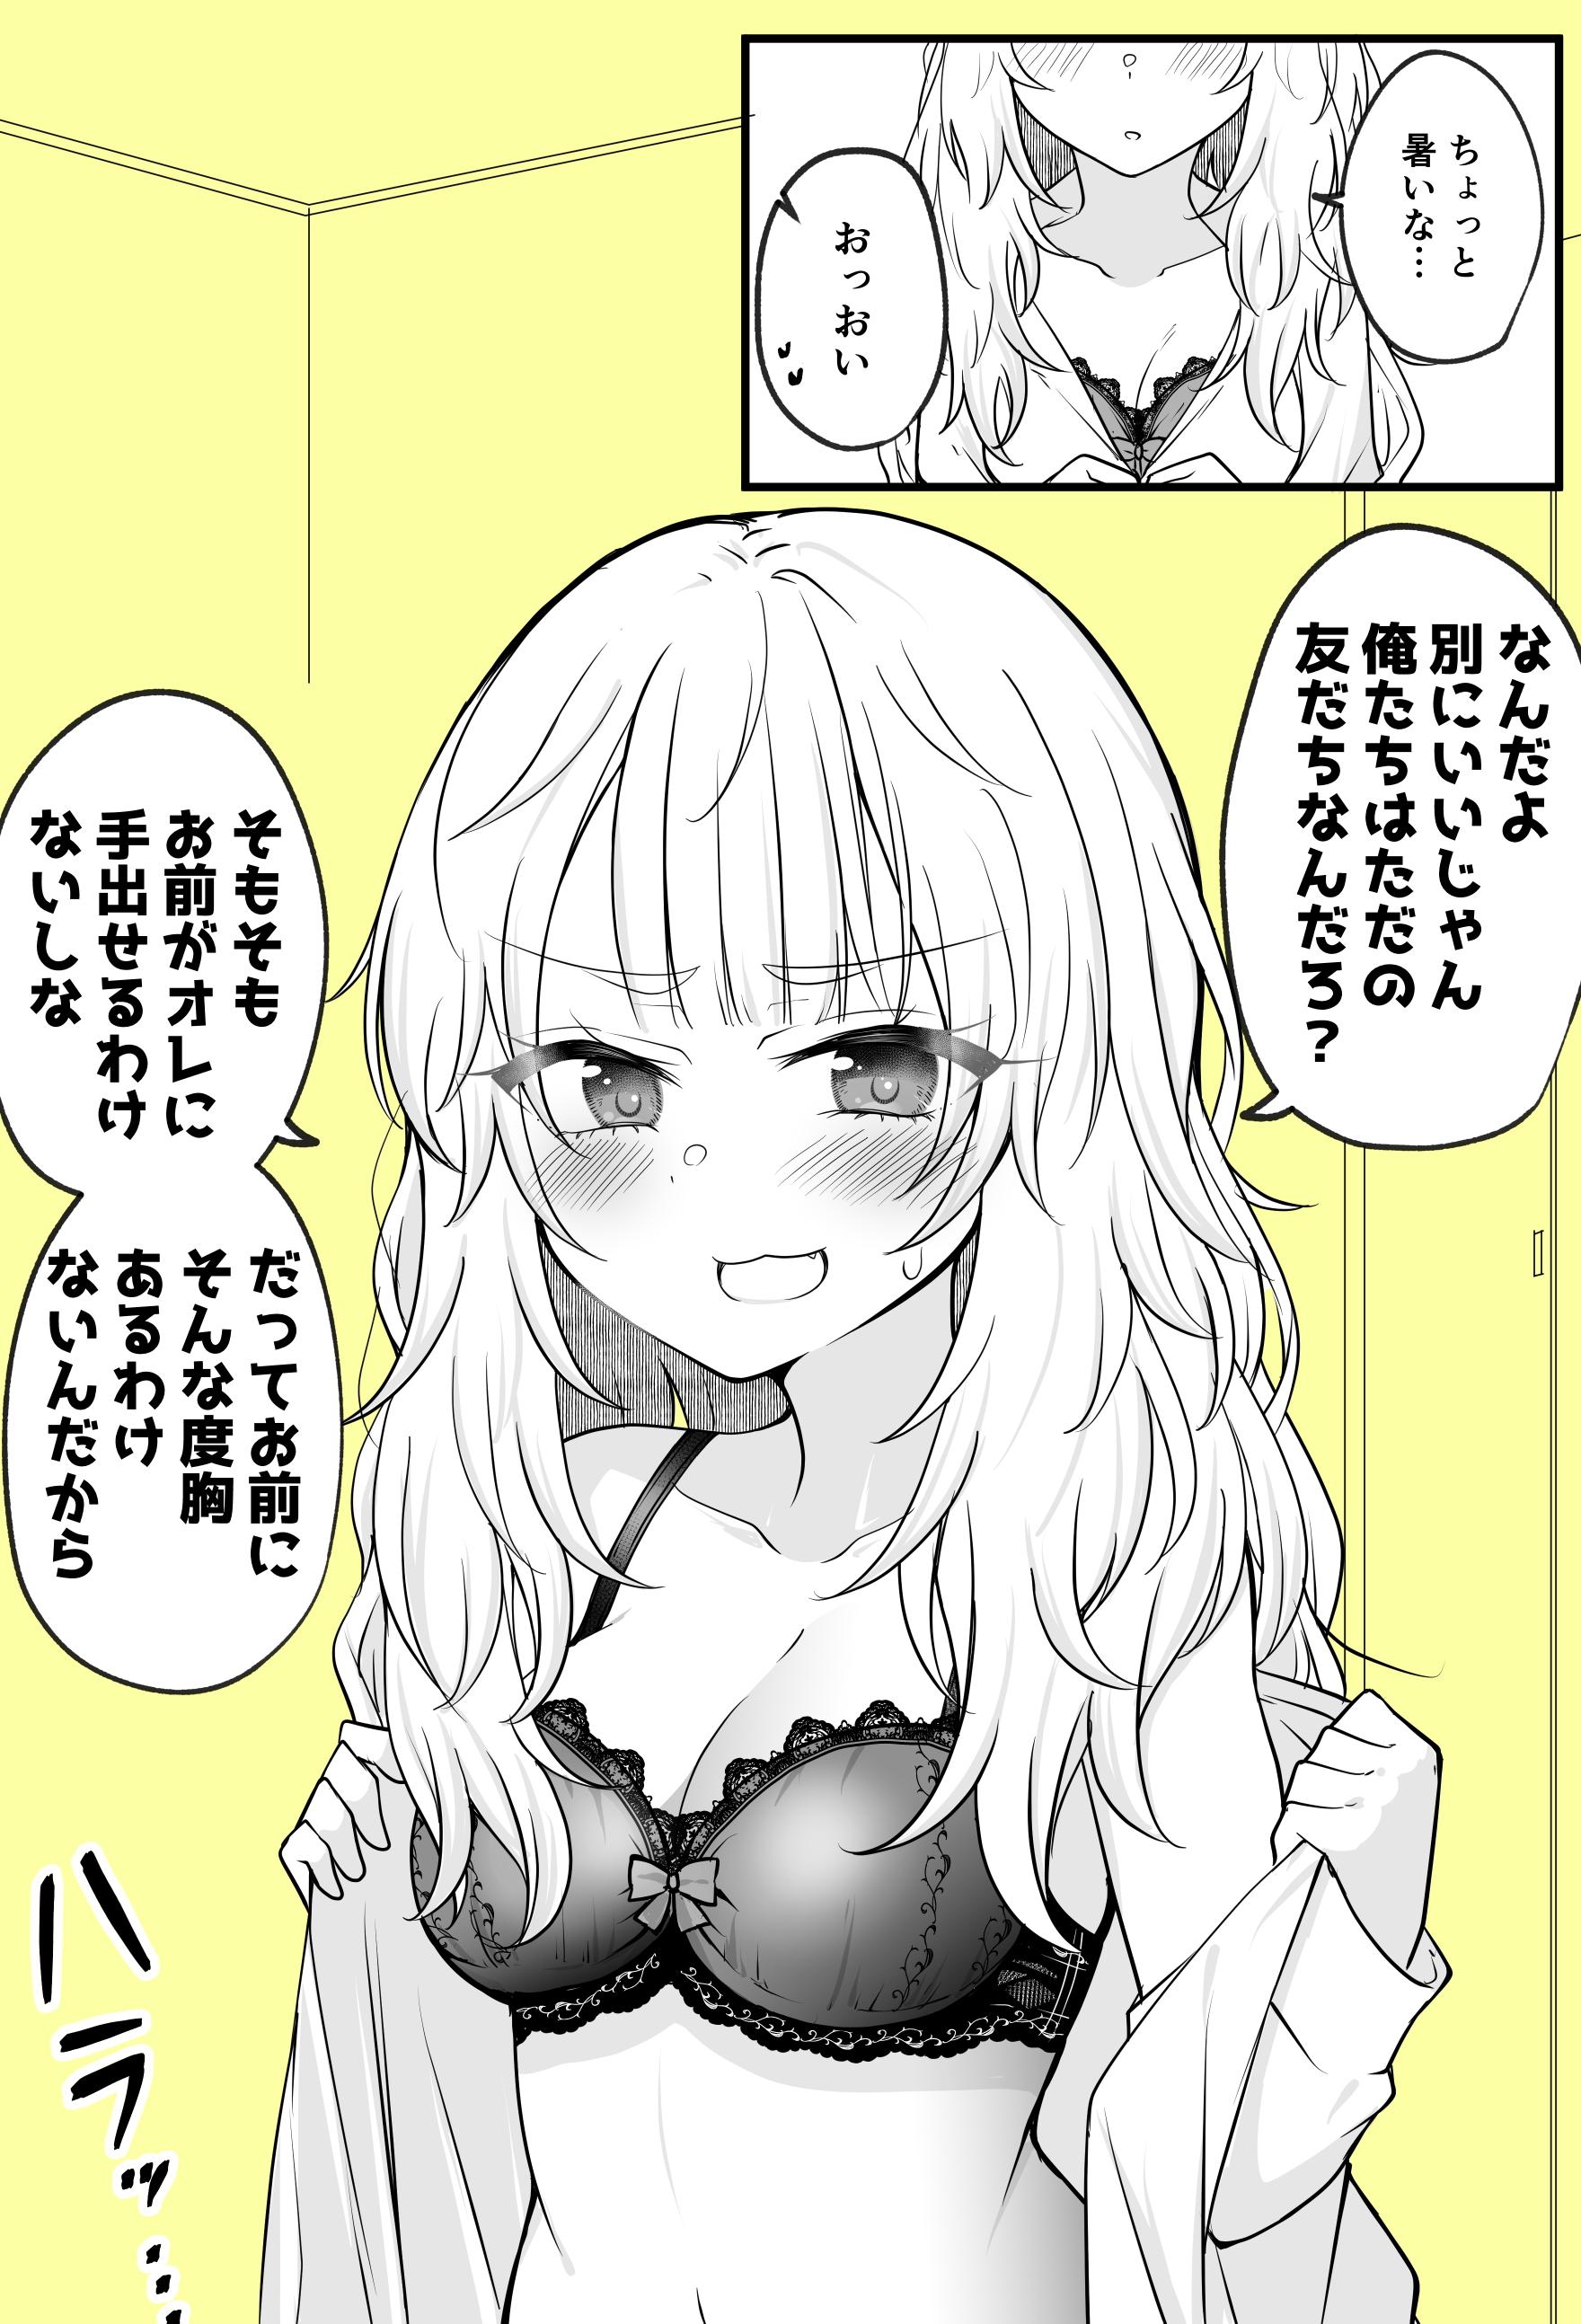 ちょっと
暑いな…
おっおい
なんだよ
別にいいじゃん
俺たちはただの
友だちなんだろ？
そもそも
お前がオレに
手出せるわけ
ないしな
だってお前に
そんな度胸
あるわけ
ないんだから
ハラッ…